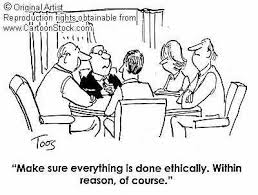 © Original Artist
Reproduction rights obtainable from
www.CartoonStock.com
Toos
"Make sure everything is done ethically. Within
reason, of course."